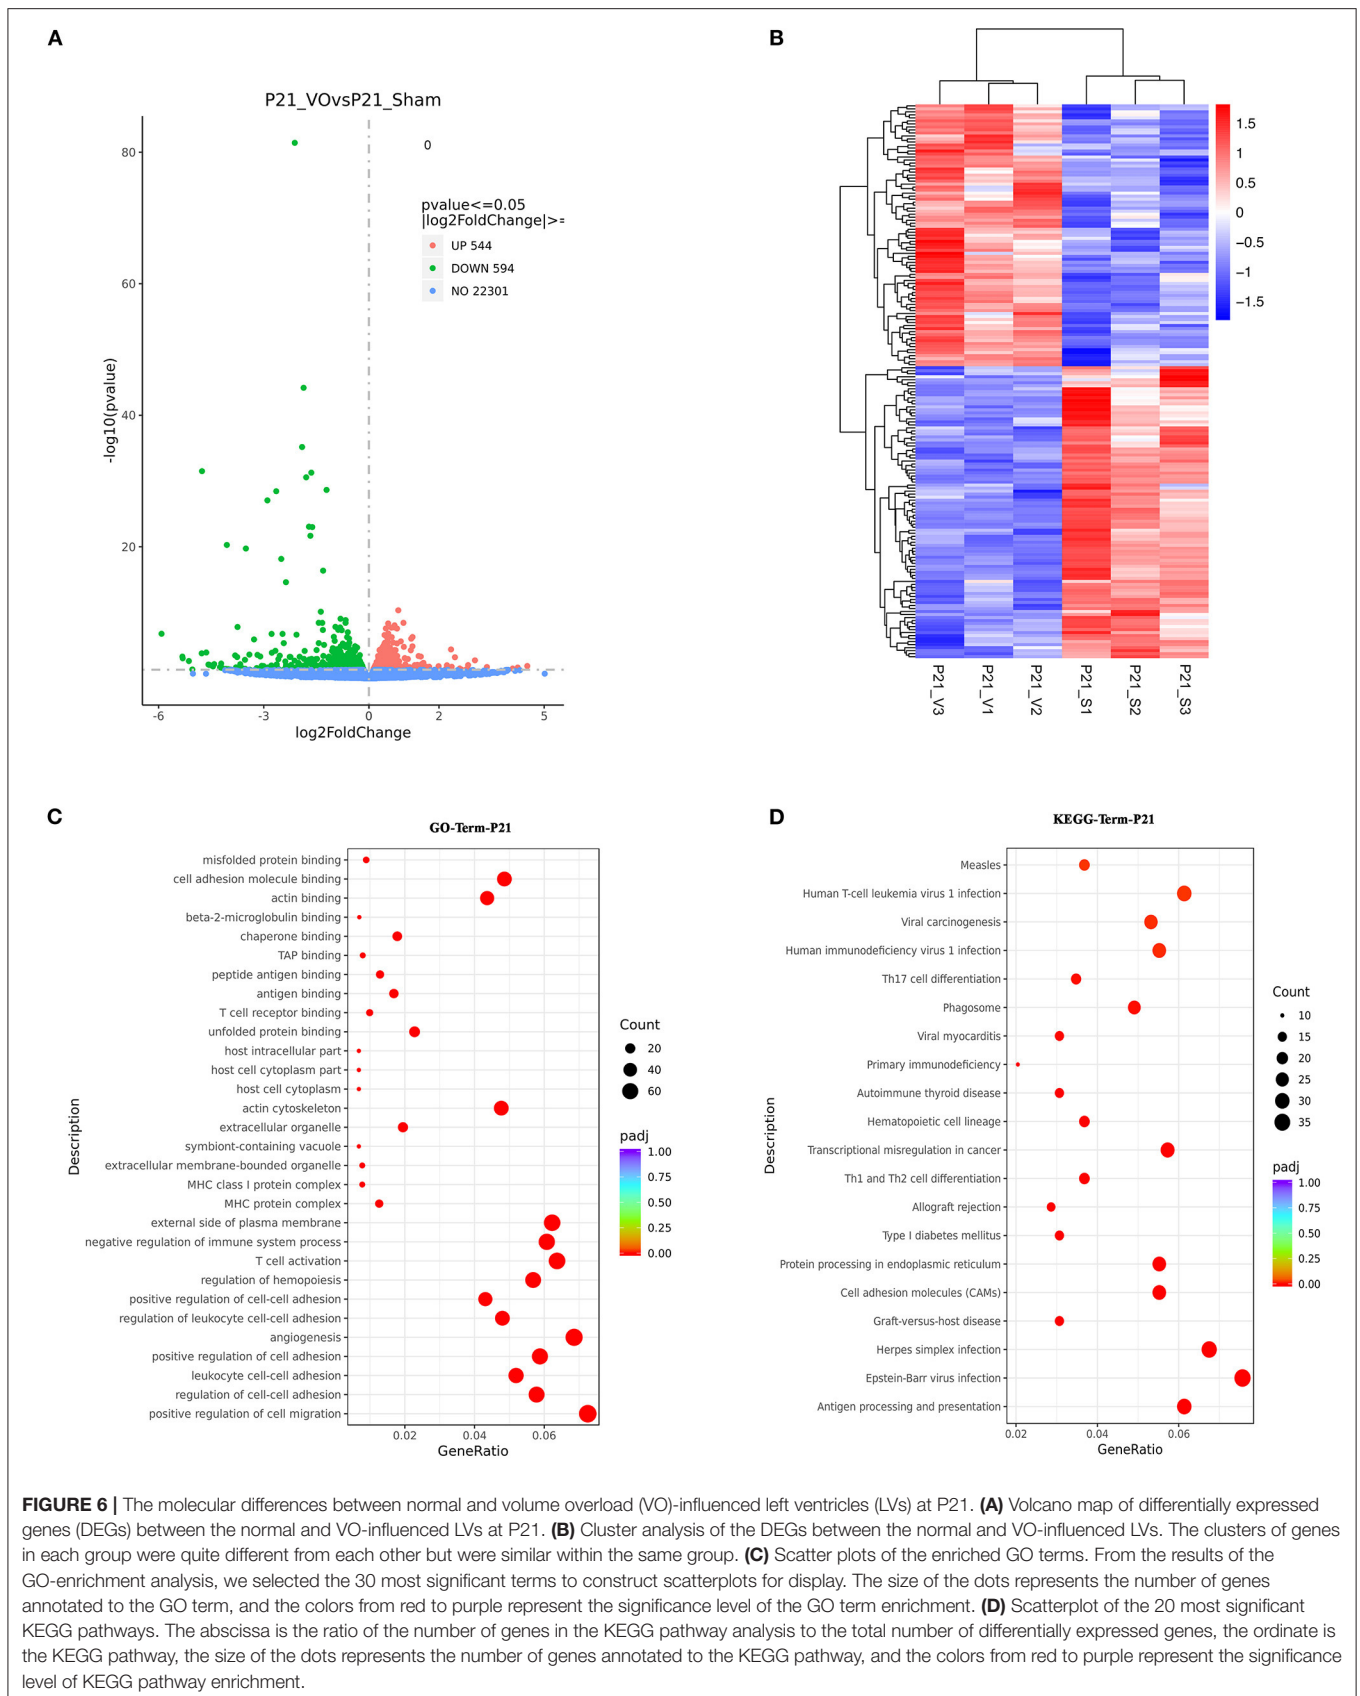 A
P21_VOvsP21_Sham
0
pvalue<=0.05
|log2FoldChange|>=
UP 544
DOWN 594
NO 22301
80
60
40
20
-log10(pvalue)
-6
-3
0
2
5
log2FoldChange
B
1.5
1
0.5
0
−0.5
−1
−1.5
P21_V3
P21_V1
P21_V2
P21_S1
P21_S2
P21_S3
C
GO-Term-P21
misfolded protein binding
cell adhesion molecule binding
actin binding
beta-2-microglobulin binding
chaperone binding
TAP binding
peptide antigen binding
antigen binding
T cell receptor binding
unfolded protein binding
host intracellular part
host cell cytoplasm part
host cell cytoplasm
actin cytoskeleton
extracellular organelle
symbiont-containing vacuole
extracellular membrane-bounded organelle
MHC class I protein complex
MHC protein complex
external side of plasma membrane
negative regulation of immune system process
T cell activation
regulation of hemopoiesis
positive regulation of cell-cell adhesion
regulation of leukocyte cell-cell adhesion
angiogenesis
positive regulation of cell adhesion
leukocyte cell-cell adhesion
regulation of cell-cell adhesion
positive regulation of cell migration
Description
0.02
0.04
0.06
GeneRatio
Count
20
40
60
padj
1.00
0.75
0.50
0.25
0.00
D
KEGG-Term-P21
Measles
Human T-cell leukemia virus 1 infection
Viral carcinogenesis
Human immunodeficiency virus 1 infection
Th17 cell differentiation
Phagosome
Viral myocarditis
Primary immunodeficiency
Autoimmune thyroid disease
Hematopoietic cell lineage
Transcriptional misregulation in cancer
Th1 and Th2 cell differentiation
Allograft rejection
Type I diabetes mellitus
Protein processing in endoplasmic reticulum
Cell adhesion molecules (CAMs)
Graft-versus-host disease
Herpes simplex infection
Epstein-Barr virus infection
Antigen processing and presentation
Description
0.02
0.04
0.06
GeneRatio
Count
10
15
20
25
30
35
padj
1.00
0.75
0.50
0.25
0.00
FIGURE 6 | The molecular differences between normal and volume overload (VO)-influenced left ventricles (LVs) at P21. (A) Volcano map of differentially expressed
genes (DEGs) between the normal and VO-influenced LVs at P21. (B) Cluster analysis of the DEGs between the normal and VO-influenced LVs. The clusters of genes
in each group were quite different from each other but were similar within the same group. (C) Scatter plots of the enriched GO terms. From the results of the
GO-enrichment analysis, we selected the 30 most significant terms to construct scatterplots for display. The size of the dots represents the number of genes
annotated to the GO term, and the colors from red to purple represent the significance level of the GO term enrichment. (D) Scatterplot of the 20 most significant
KEGG pathways. The abscissa is the ratio of the number of genes in the KEGG pathway analysis to the total number of differentially expressed genes, the ordinate is
the KEGG pathway, the size of the dots represents the number of genes annotated to the KEGG pathway, and the colors from red to purple represent the significance
level of KEGG pathway enrichment.